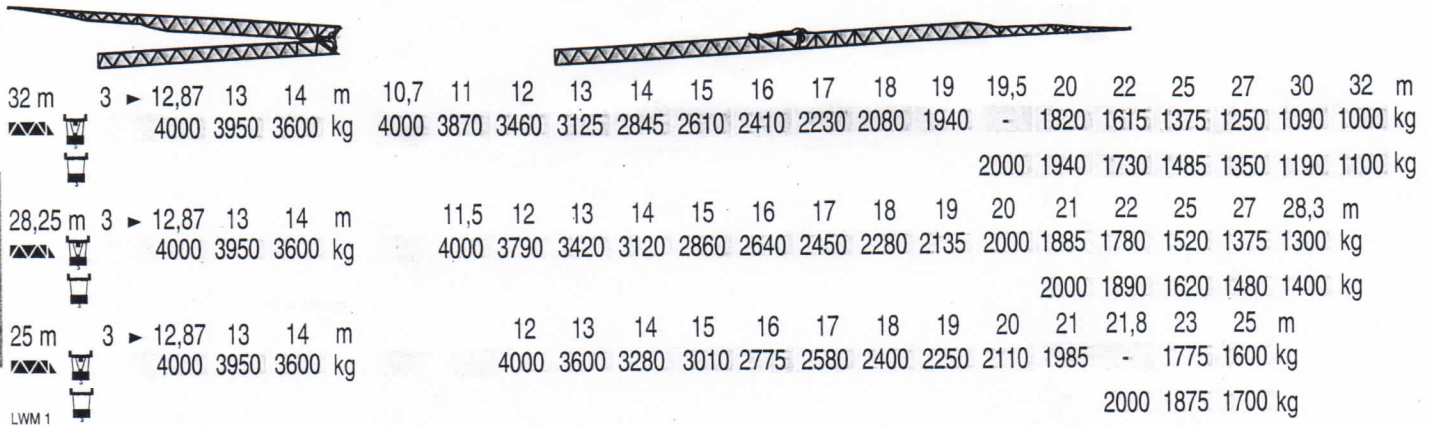 32 m 3 ► 12,87 13 14 m 10,7 11 12 13 14 15 16 17 18 19 19,5 20 22 25 27 30 32 m
4000 3950 3600 kg 4000 3870 3460 3125 2845 2610 2410 2230 2080 1940 - 1820 1615 1375 1250 1090 1000 kg
2000 1940 1730 1485 1350 1190 1100 kg
28,25 m 3 ► 12,87 13 14 m 11,5 12 13 14 15 16 17 18 19 20 21 22 25 27 28,3 m
4000 3950 3600 kg 4000 3790 3420 3120 2860 2640 2450 2280 2135 2000 1885 1780 1520 1375 1300 kg
2000 1890 1620 1480 1400 kg
25 m 3 ► 12,87 13 14 m 12 13 14 15 16 17 18 19 20 21 21,8 23 25 m
4000 3950 3600 kg 4000 3600 3280 3010 2775 2580 2400 2250 2110 1985 - 1775 1600 kg
2000 1875 1700 kg
LWM 1